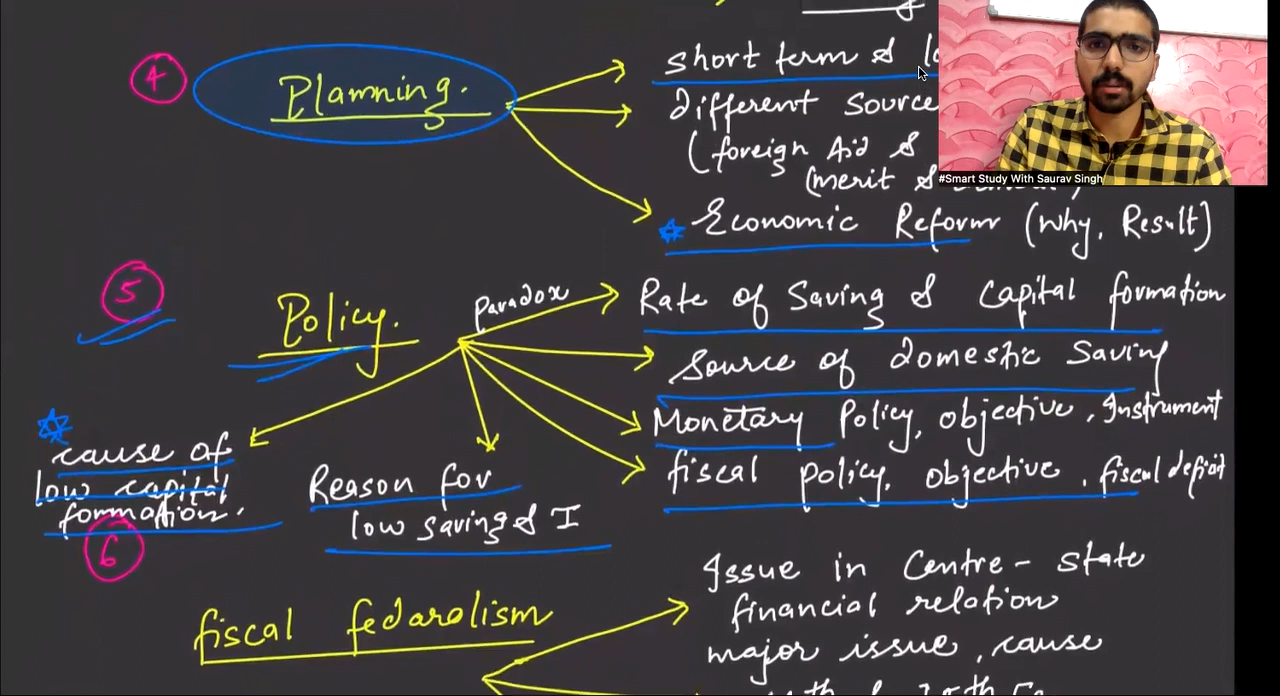 4
Planning.
short term &
different source
(foreign Aid &
(merit &
Economic Reform (why, Result)
#Smart Study With Saurav Singh
5
Policy.
paradox
Rate of Saving & capital formation
Source of domestic Saving
Monetary Policy, objective, Instrument
fiscal policy, objective, fiscal deficit
cause of
low capital
formation.
Reason for
low saving & I
6
fiscal fedaralism
Issue in Centre - state
financial relation
major issue, cause